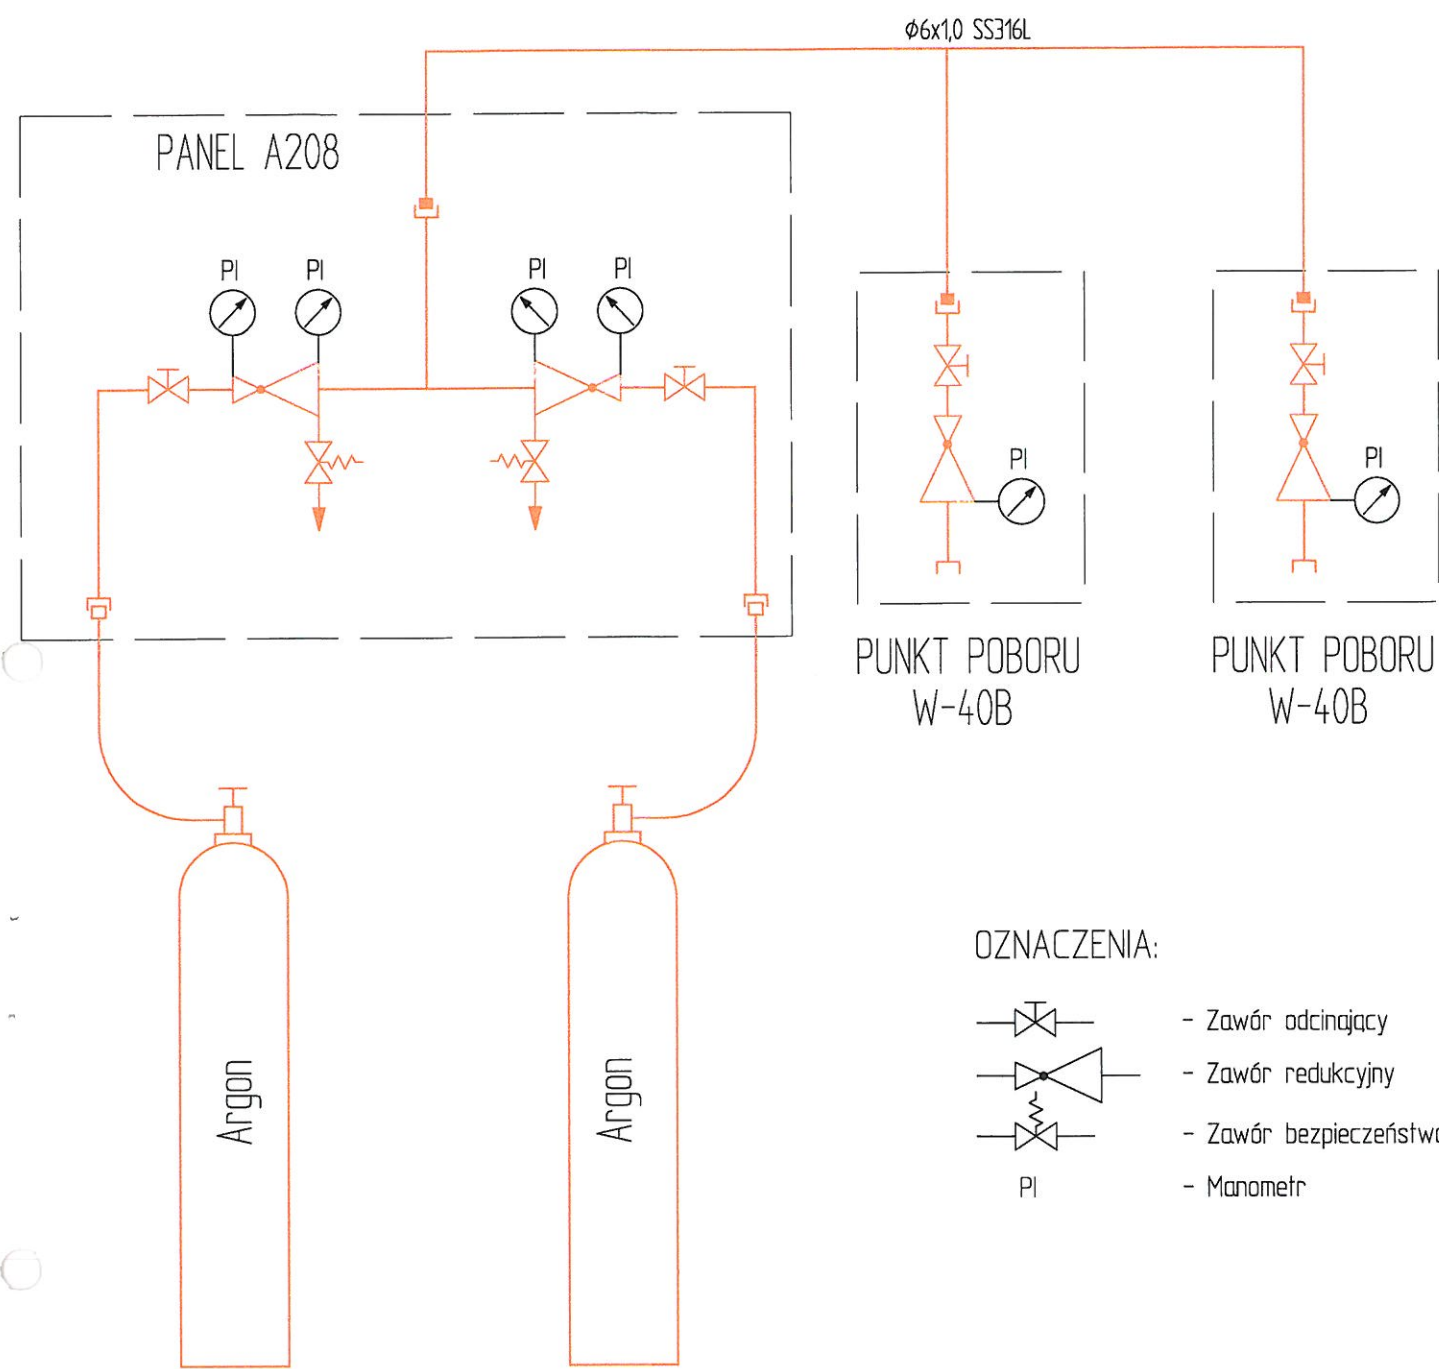 Φ6x1,0 SS316L
PANEL A208
PI
PI
PI
PI
PI
PI
PUNKT POBORU
W-40B
PUNKT POBORU
W-40B
Argon
Argon
OZNACZENIA:
- Zawór odcinający
- Zawór redukcyjny
- Zawór bezpieczeństwa
PI - Manometr